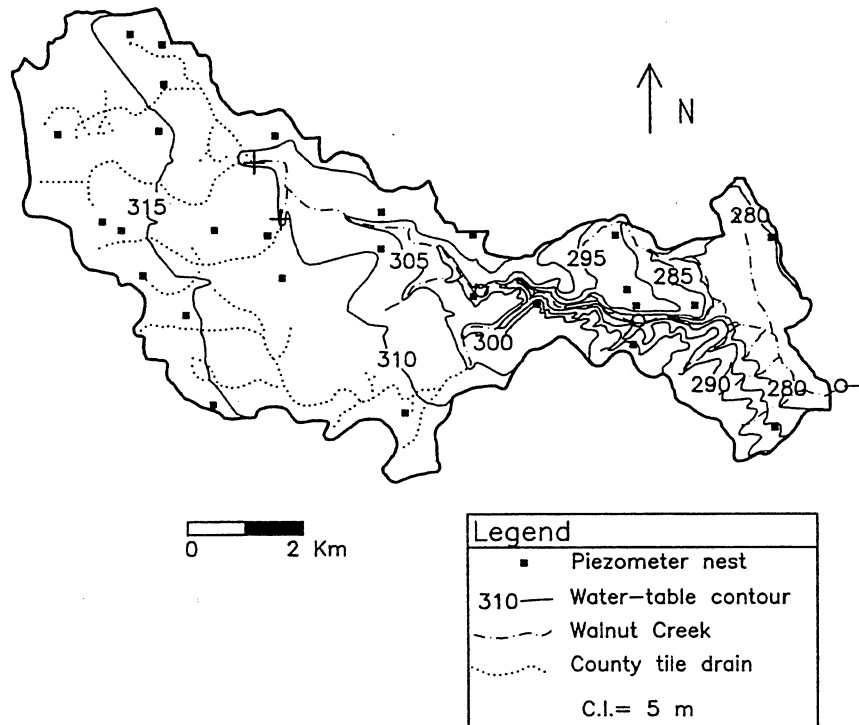 N
280
315
295
305
285
300
310
290
280
0 2 Km
Legend
Piezometer nest
310 Water-table contour
Walnut Creek
County tile drain
C.I.= 5 m